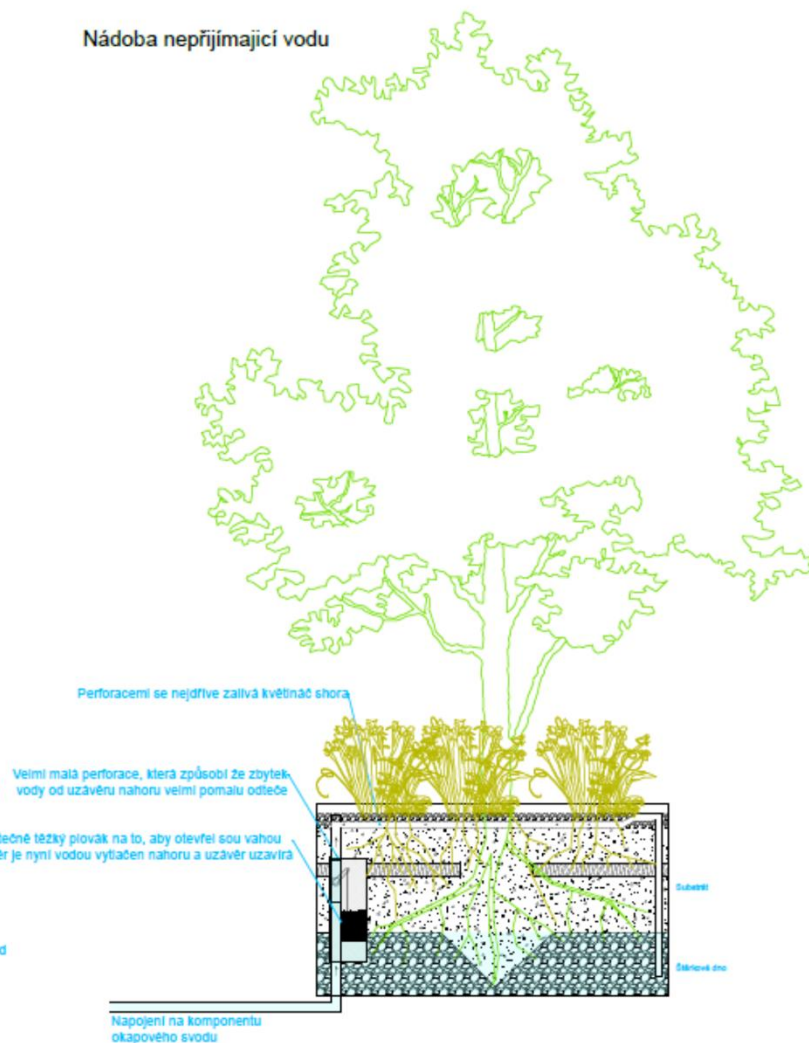 Nádoba nepřijímajicí vodu
Perforacemi se nejdříve zalívá květináč shora
Velmi malá perforace, která způsobí že zbytek
vody od uzávěru nahoru velmi pomalu odteče
těžký plovák na to, aby otevřel sou vahou
je nyní vodou vytlačen nahoru a uzávěr uzavírá
Substrát
Štěrkové dno
Napojení na komponentu
okapového svodu